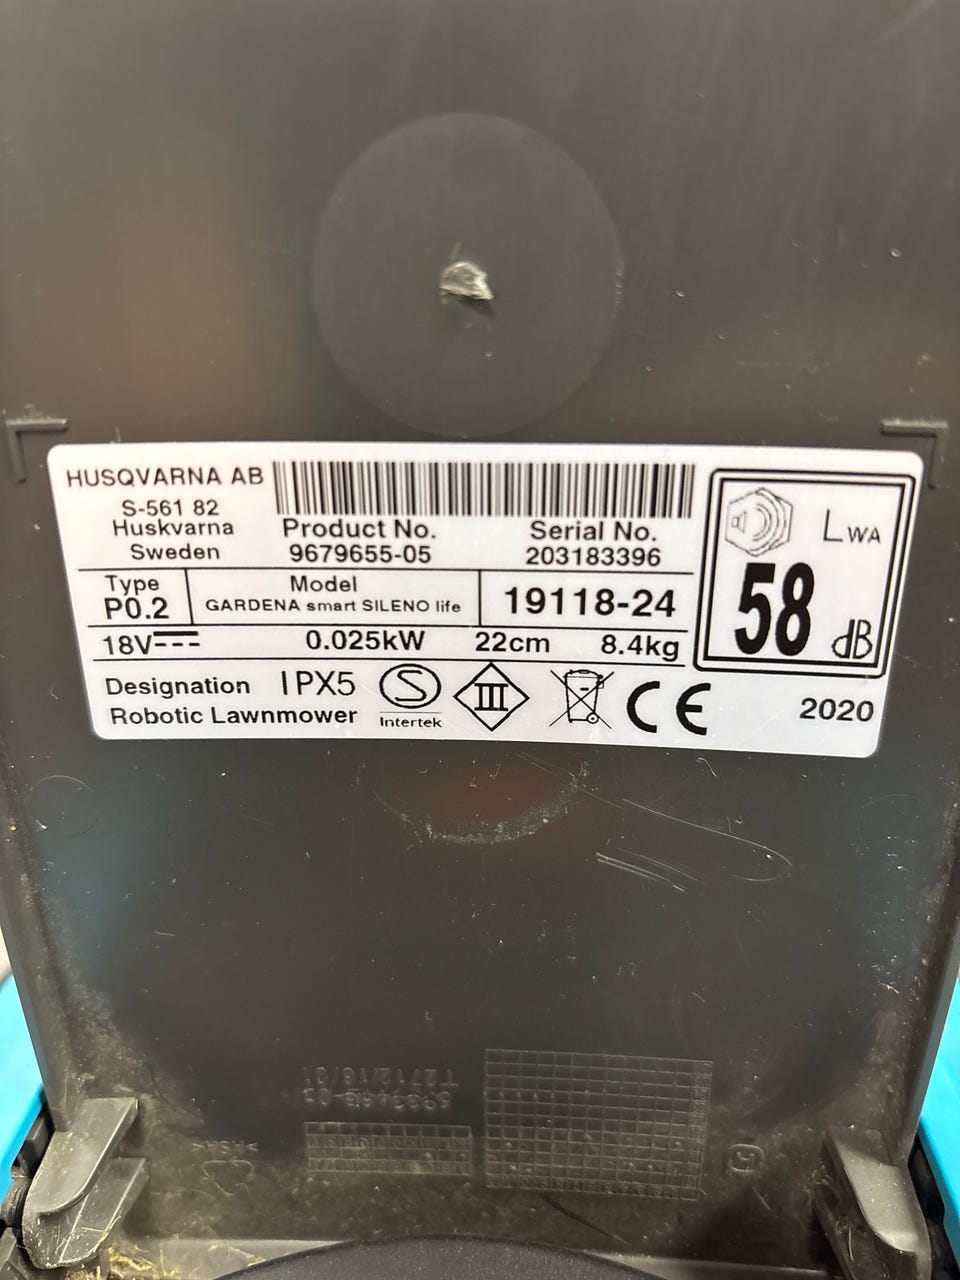 HUSQVARNA AB
S-561 82
Huskvarna
Sweden
Product No.
9679655-05
Serial No.
203183396
LWA
58
dB
Type
P0.2
Model
GARDENA smart SILENO life
19118-24
18V 0.025kW 22cm 8.4kg
Designation IPX5
Robotic Lawnmower
S
Intertek
III
CE
2020